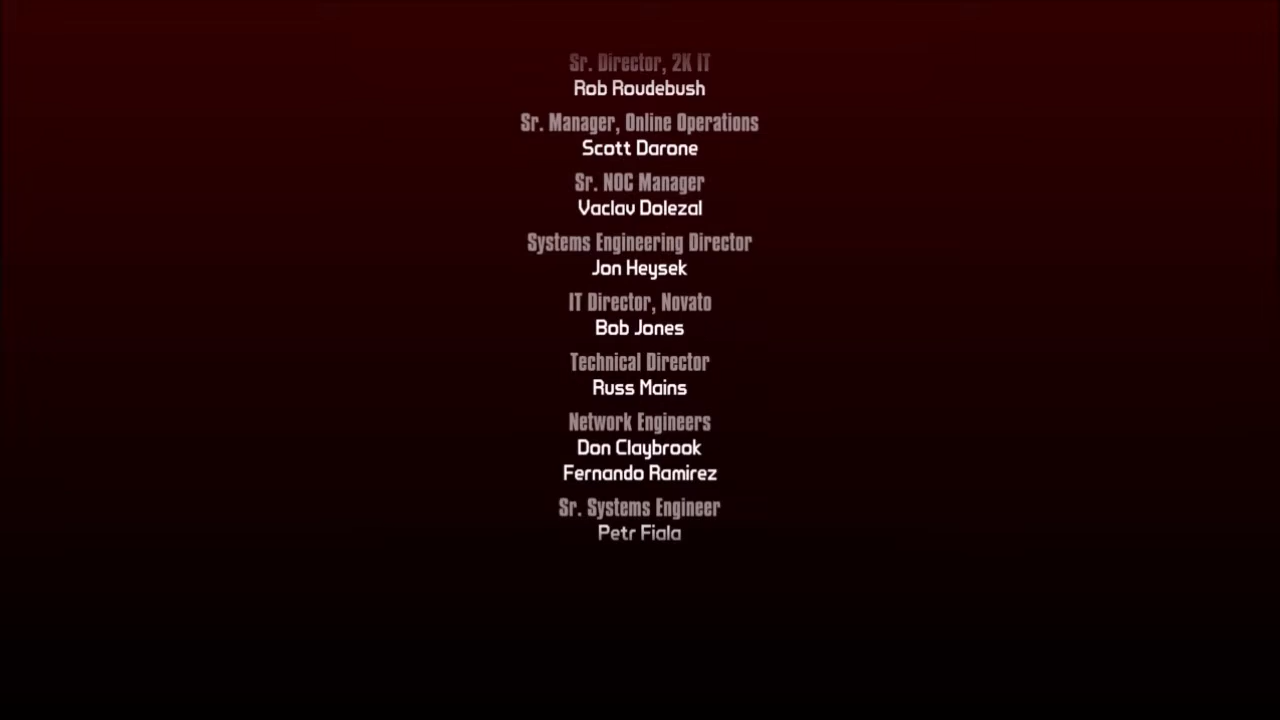 Sr. Director, 2K IT
Rob Roudebush
Sr. Manager, Online Operations
Scott Darone
Sr. NOC Manager
Vaclav Dolezal
Systems Engineering Director
Jon Heysek
IT Director, Novato
Bob Jones
Technical Director
Russ Mains
Network Engineers
Don Claybrook
Fernando Ramirez
Sr. Systems Engineer
Petr Fiala